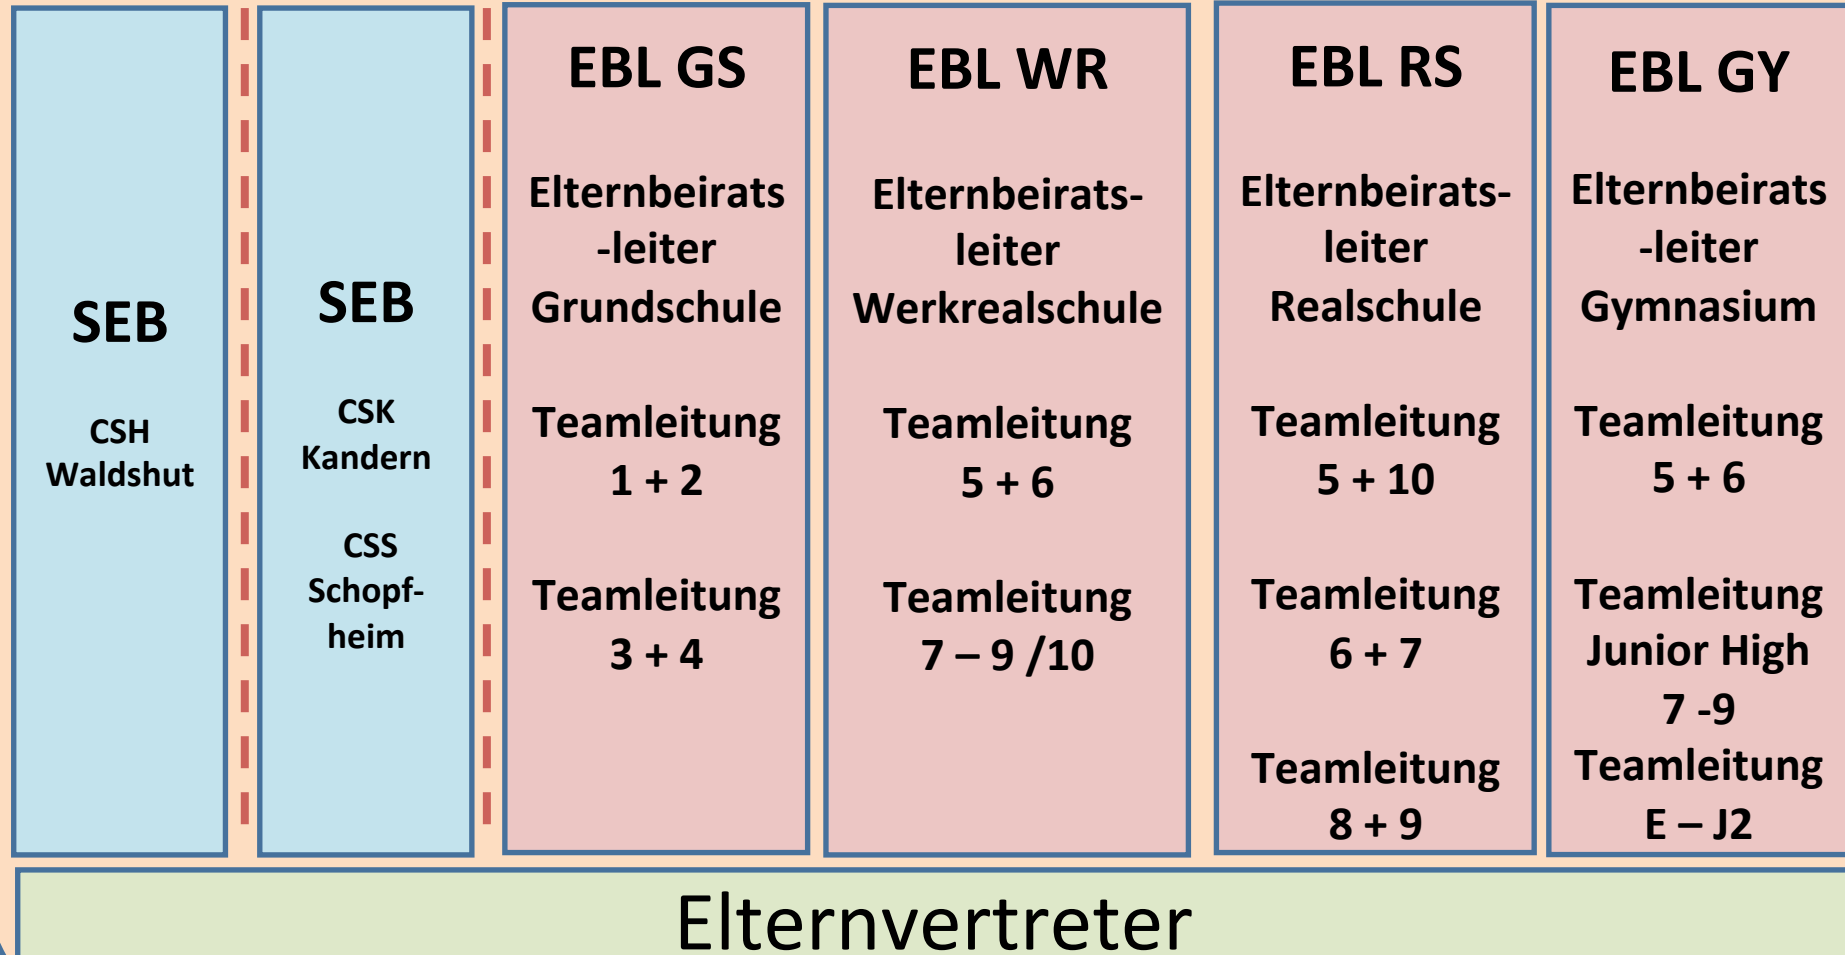 SEB
CSH
Waldshut
SEB
CSK
Kandern
CSS
Schopf-
heim
EBL GS
Elternbeirats
-leiter
Grundschule
Teamleitung
1 + 2
Teamleitung
3 + 4
EBL WR
Elternbeirats-
leiter
Werkrealschule
Teamleitung
5 + 6
Teamleitung
7 – 9 /10
EBL RS
Elternbeirats-
leiter
Realschule
Teamleitung
5 + 10
Teamleitung
6 + 7
Teamleitung
8 + 9
EBL GY
Elternbeirats
-leiter
Gymnasium
Teamleitung
5 + 6
Teamleitung
Junior High
7 -9
Teamleitung
E – J2
Elternvertreter